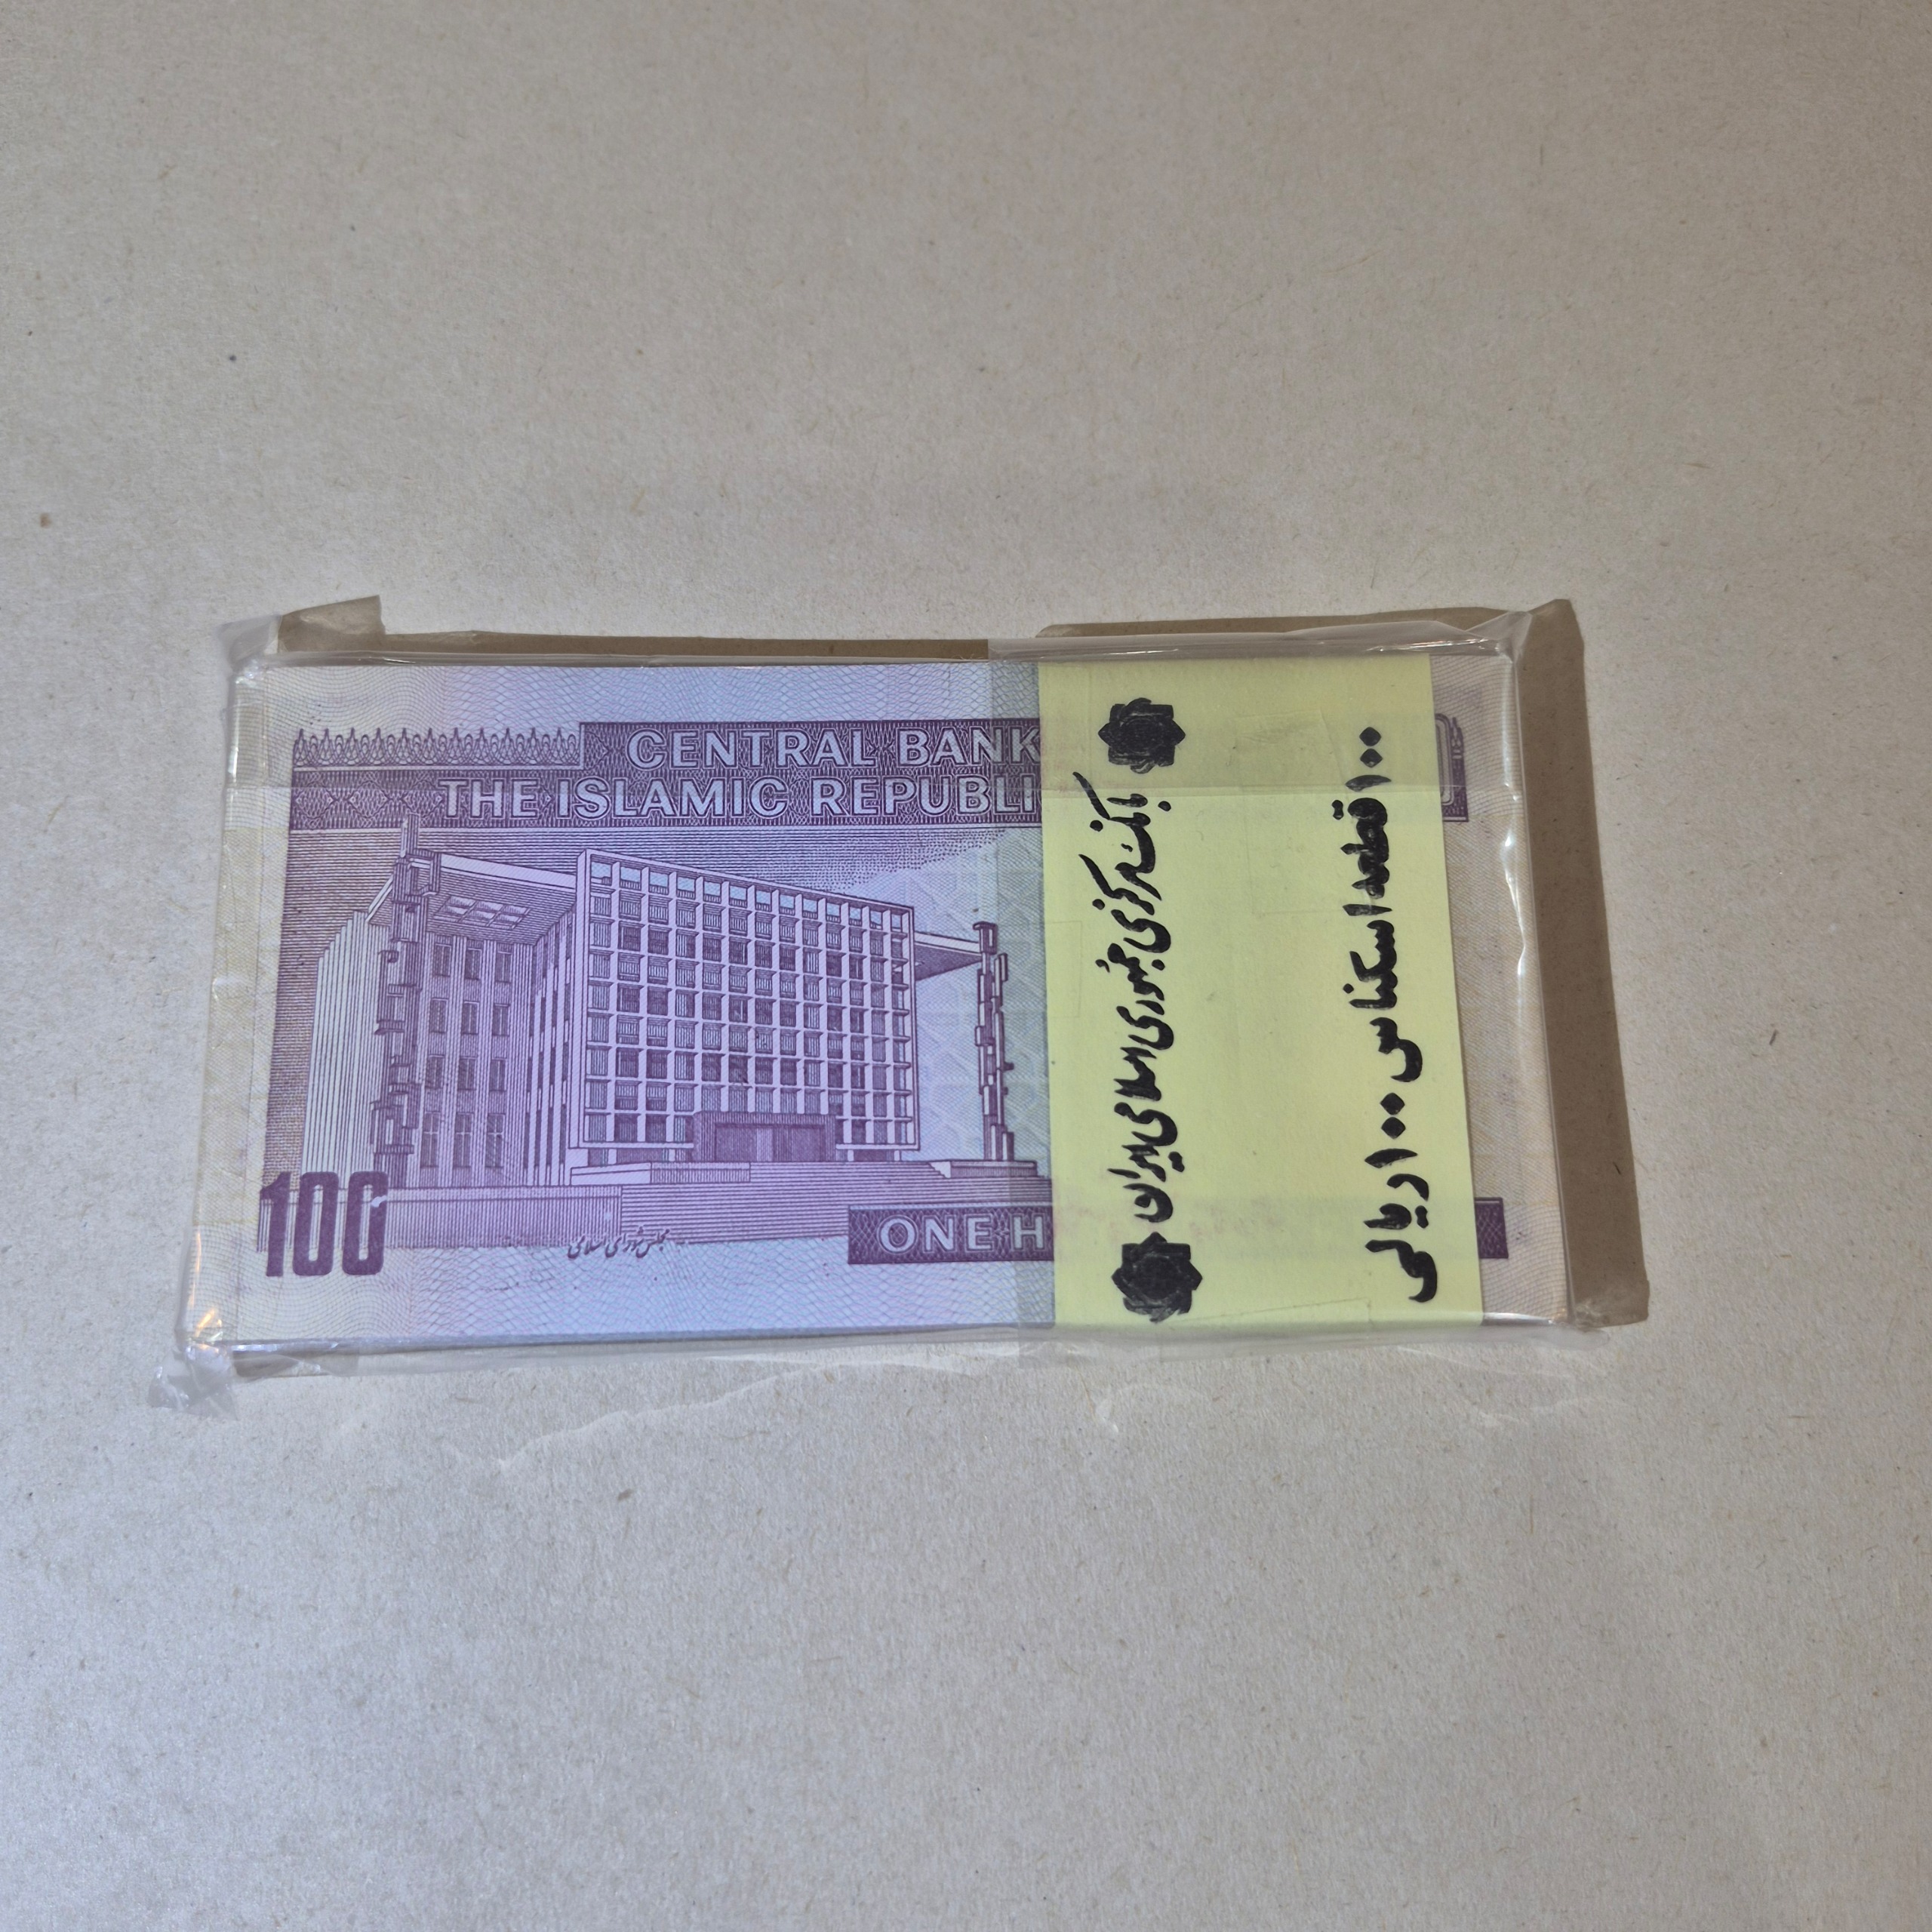 CENTRAL BANK
THE ISLAMIC REPUBLI
100
مجلس شورای اسلامی
ONE H
بانک مرکزی جمهوری اسلامی ایران
۱۰۰ قطعه اسکناس ۱۰۰ ریالی